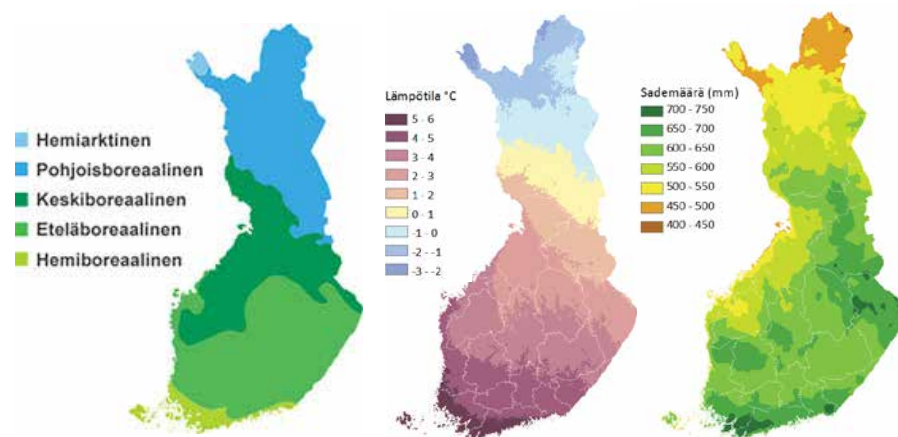 Hemiarktinen
Pohjoisboreaalinen
Keskiboreaalinen
Eteläboreaalinen
Hemiboreaalinen
Lämpötila °C
5 - 6
4 - 5
3 - 4
2 - 3
1 - 2
0 - 1
-1 - 0
-2 - -1
-3 - -2
Sademäärä (mm)
700 - 750
650 - 700
600 - 650
550 - 600
500 - 550
450 - 500
400 - 450